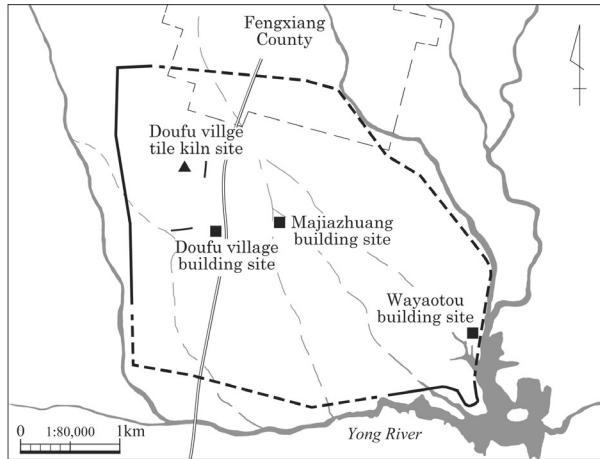 Fengxiang
County
Doufu villge
tile kiln site
Majiazhuang
building site
Doufu village
building site
Wayaotou
building site
0 1:80,000 1km
Yong River